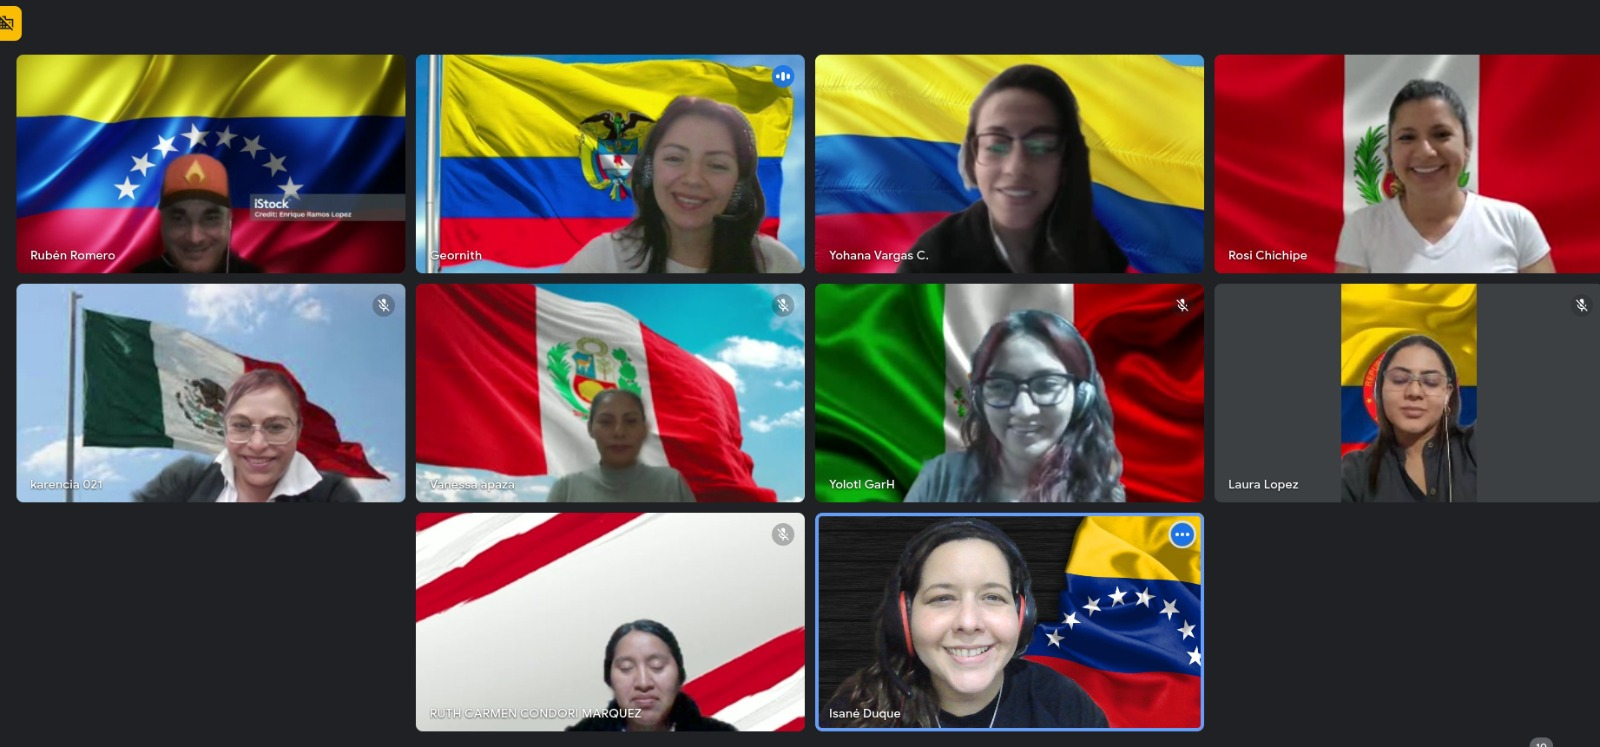 iStock
Credit: Enrique Ramos Lopez
Rubén Romero
Geornith
Yohana Vargas C.
Rosi Chichipe
karencia 021
Vanessa apaza
Yolotl GarH
Laura Lopez
RUTH CARMEN CONDORI MARQUEZ
Isané Duque